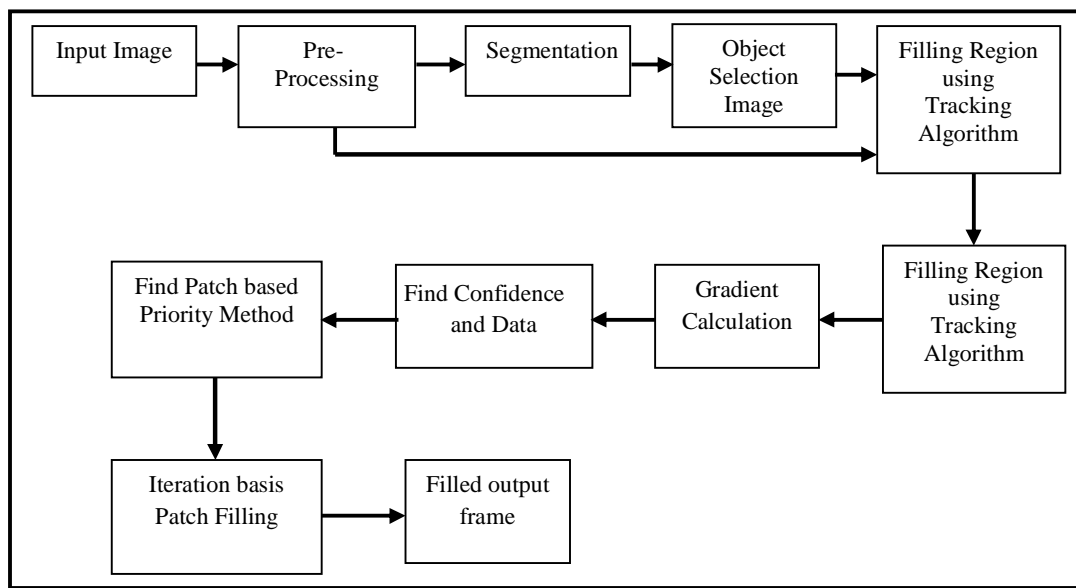 Input Image
Pre-
Processing
Segmentation
Object
Selection
Image
Filling Region
using
Tracking
Algorithm
Filling Region
using
Tracking
Algorithm
Gradient
Calculation
Find Confidence
and Data
Find Patch based
Priority Method
Iteration basis
Patch Filling
Filled output
frame